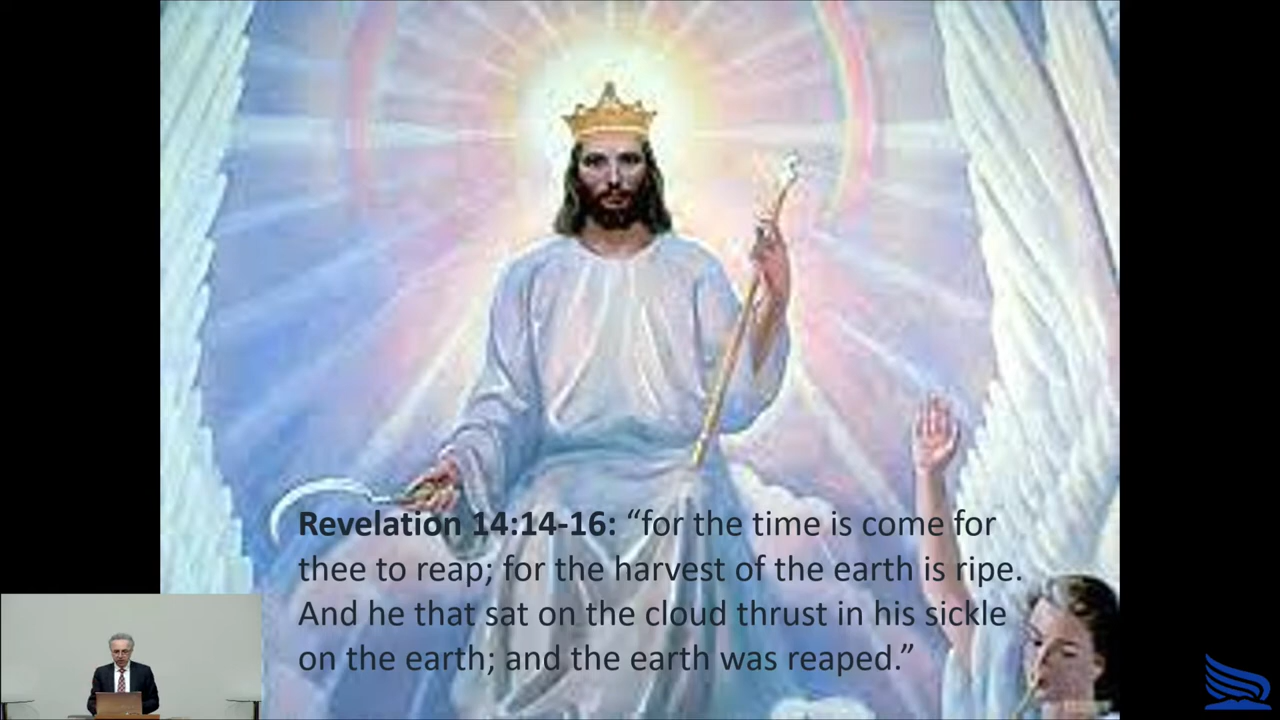 Revelation 14:14-16: “for the time is come for
thee to reap; for the harvest of the earth is ripe.
And he that sat on the cloud thrust in his sickle
on the earth; and the earth was reaped.”